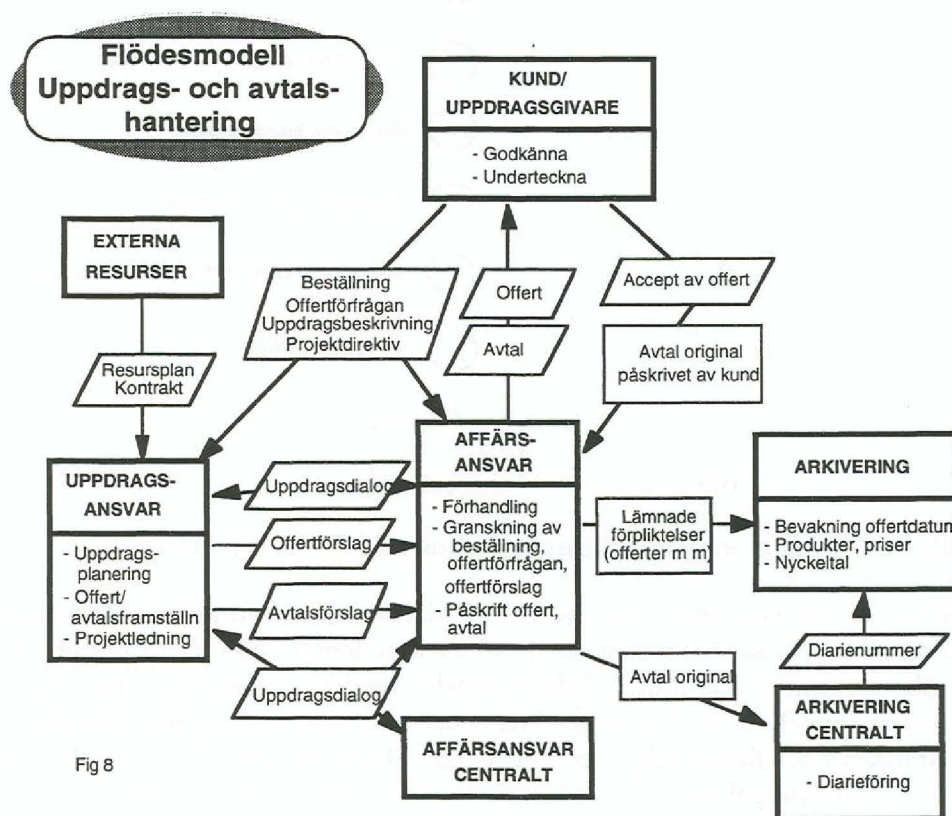 Flödesmodell
Uppdrags- och avtals-
hantering
KUND/
UPPDRAGSGIVARE
- Godkänna
- Underteckna
EXTERNA
RESURSER
Beställning
Offertförfrågan
Uppdragsbeskrivning
Projektdirektiv
Offert
Accept av offert
Avtal
Avtal original
påskrivet av kund
Resursplan
Kontrakt
UPPDRAGS-
ANSVAR
- Uppdrags-
planering
- Offert/
avtalsframställn
- Projektledning
Uppdragsdialog
Offertförslag
Avtalsförslag
Uppdragsdialog
AFFÄRS-
ANSVAR
- Förhandling
- Granskning av
beställning,
offertförfrågan,
offertförslag
- Påskrift offert,
avtal
Lämnade
förpliktelser
(offerter m m)
ARKIVERING
- Bevakning offertdatum
- Produkter, priser
- Nyckeltal
Diarienummer
Avtal original
ARKIVERING
CENTRALT
- Diarieföring
AFFÄRSANSVAR
CENTRALT
Fig 8